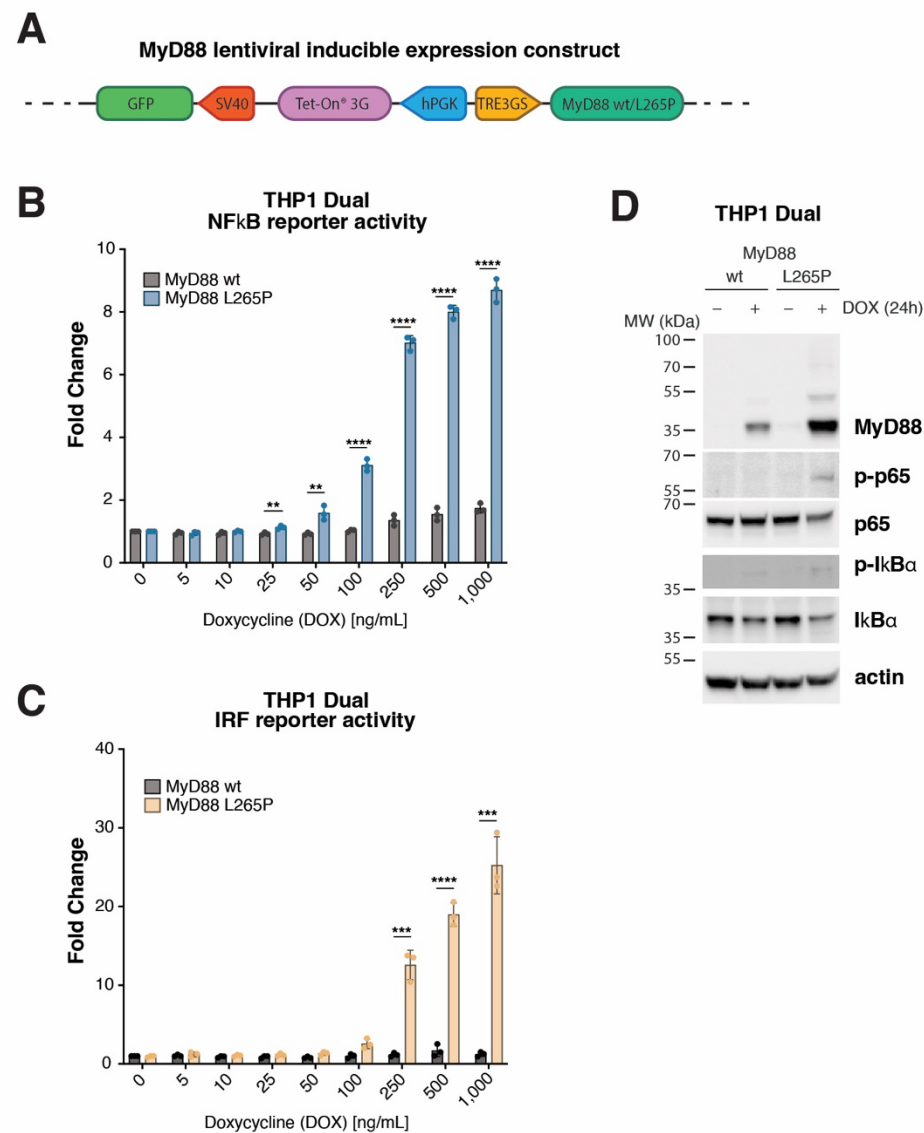 A
MyD88 lentiviral inducible expression construct
GFP SV40 Tet-On® 3G hPGK TRE3GS MyD88 wt/L265P
B
THP1 Dual
NFkB reporter activity
Fold Change
10
8
6
4
2
0
MyD88 wt
MyD88 L265P
** ** **** **** **** ****
0 5 10 25 50 100 250 500 1,000
Doxycycline (DOX) [ng/mL]
C
THP1 Dual
IRF reporter activity
Fold Change
40
30
20
10
0
MyD88 wt
MyD88 L265P
*** **** ***
0 5 10 25 50 100 250 500 1,000
Doxycycline (DOX) [ng/mL]
D
THP1 Dual
MyD88
wt L265P
– + – + DOX (24h)
MW (kDa)
100
70
55
35 MyD88
70
p-p65
55
70
p65
p-IkBα
35
IkBα
35
55
actin